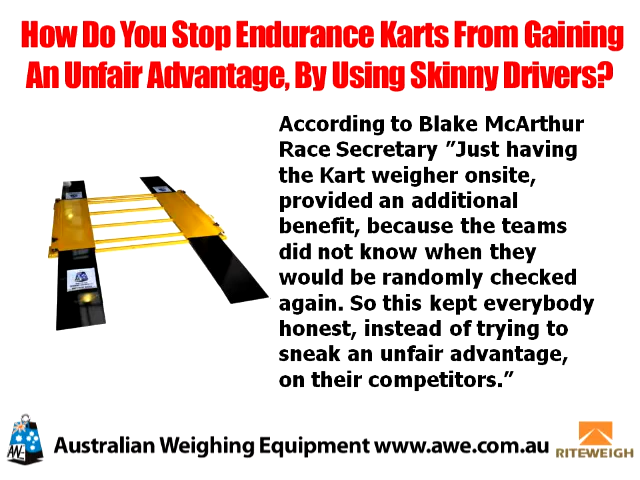 How Do You Stop Endurance Karts From Gaining
An Unfair Advantage, By Using Skinny Drivers?
According to Blake McArthur
Race Secretary ”Just having
the Kart weigher onsite,
provided an additional
benefit, because the teams
did not know when they
would be randomly checked
again. So this kept everybody
honest, instead of trying to
sneak an unfair advantage,
on their competitors.”
Australian Weighing Equipment www.awe.com.au
RITEWEIGH